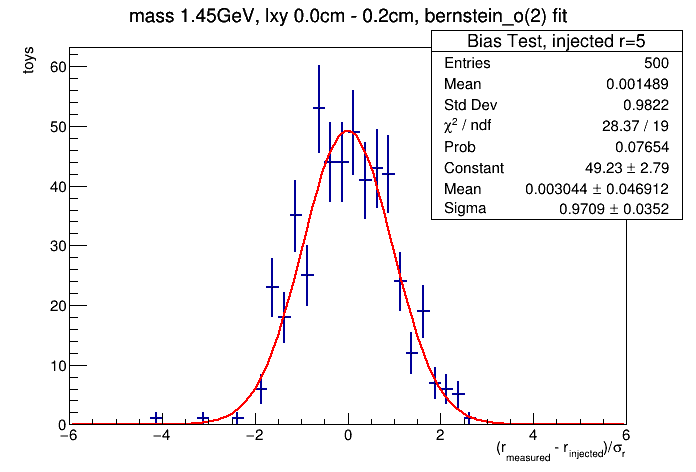 mass 1.45GeV, lxy 0.0cm - 0.2cm, bernstein_o(2) fit
Bias Test, injected r=5
Entries 500
Mean 0.001489
Std Dev 0.9822
χ² / ndf 28.37 / 19
Prob 0.07654
Constant 49.23 ± 2.79
Mean 0.003044 ± 0.046912
Sigma 0.9709 ± 0.0352
toys
60
50
40
30
20
10
0
−6 −4 −2 0 2 4 6
(r_measured - r_injected)/σ_r